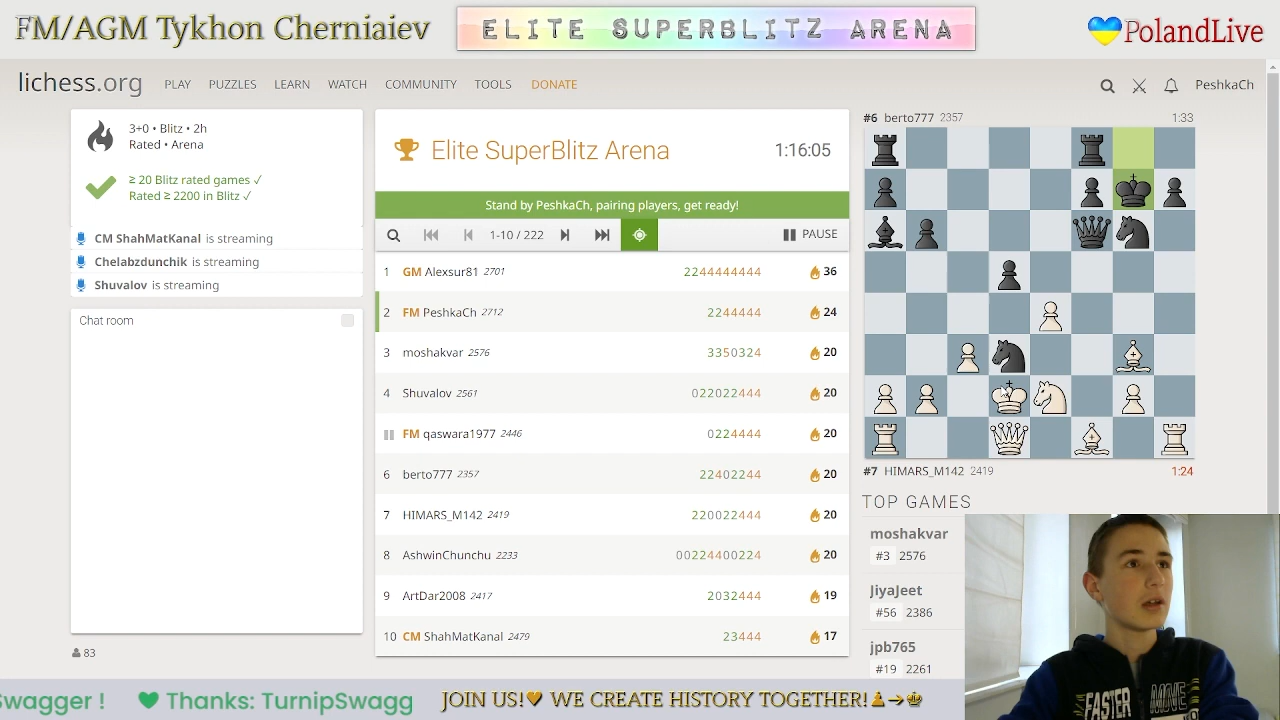 FM/AGM Tykhon Cherniaiev
ELITE SUPERBLITZ ARENA
PolandLive
lichess.org PLAY PUZZLES LEARN WATCH COMMUNITY TOOLS DONATE PeshkaCh
3+0 • Blitz • 2h
Rated • Arena
≥ 20 Blitz rated games ✓
Rated ≥ 2200 in Blitz ✓
CM ShahMatKanal is streaming
Chelabzdunchik is streaming
Shuvalov is streaming
Chat room
83
Elite SuperBlitz Arena 1:16:05
Stand by PeshkaCh, pairing players, get ready!
1-10 / 222 PAUSE
1 GM Alexsur81 2701 22444444444 36
2 FM PeshkaCh 2712 2244444 24
3 moshakvar 2576 3350324 20
4 Shuvalov 2561 022022444 20
FM qaswara1977 2446 0224444 20
6 berto777 2357 22402244 20
7 HIMARS_M142 2419 220022444 20
8 AshwinChunchu 2233 00224400224 20
9 ArtDar2008 2417 2032444 19
10 CM ShahMatKanal 2479 23444 17
#6 berto777 2357 1:33
#7 HIMARS_M142 2419 1:24
TOP GAMES
moshakvar
#3 2576
JiyaJeet
#56 2386
jpb765
#19 2261
FASTER
Swagger ! Thanks: TurnipSwagg
JOIN US! WE CREATE HISTORY TOGETHER!